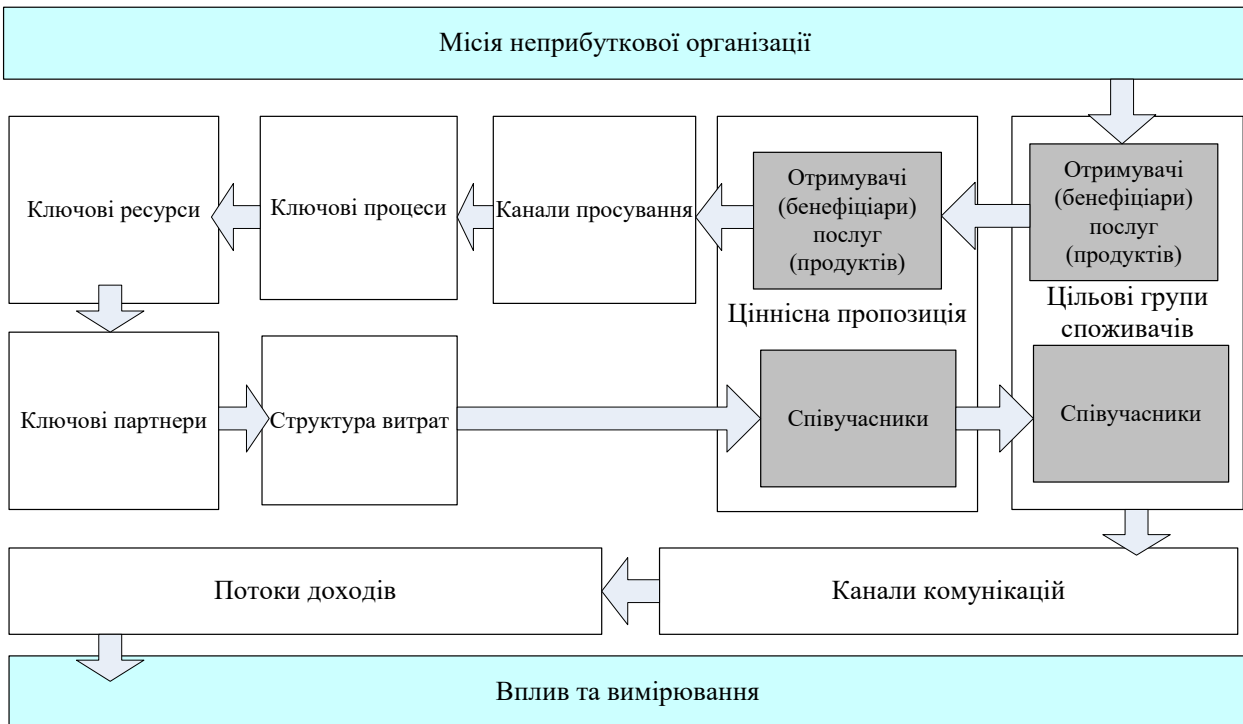 Місія неприбуткової організації
Ключові ресурси
Ключові процеси
Канали просування
Отримувачі
(бенефіціари)
послуг
(продуктів)
Ціннісна пропозиція
Співучасники
Отримувачі
(бенефіціари)
послуг
(продуктів)
Цільові групи
споживачів
Співучасники
Ключові партнери
Структура витрат
Потоки доходів
Канали комунікацій
Вплив та вимірювання